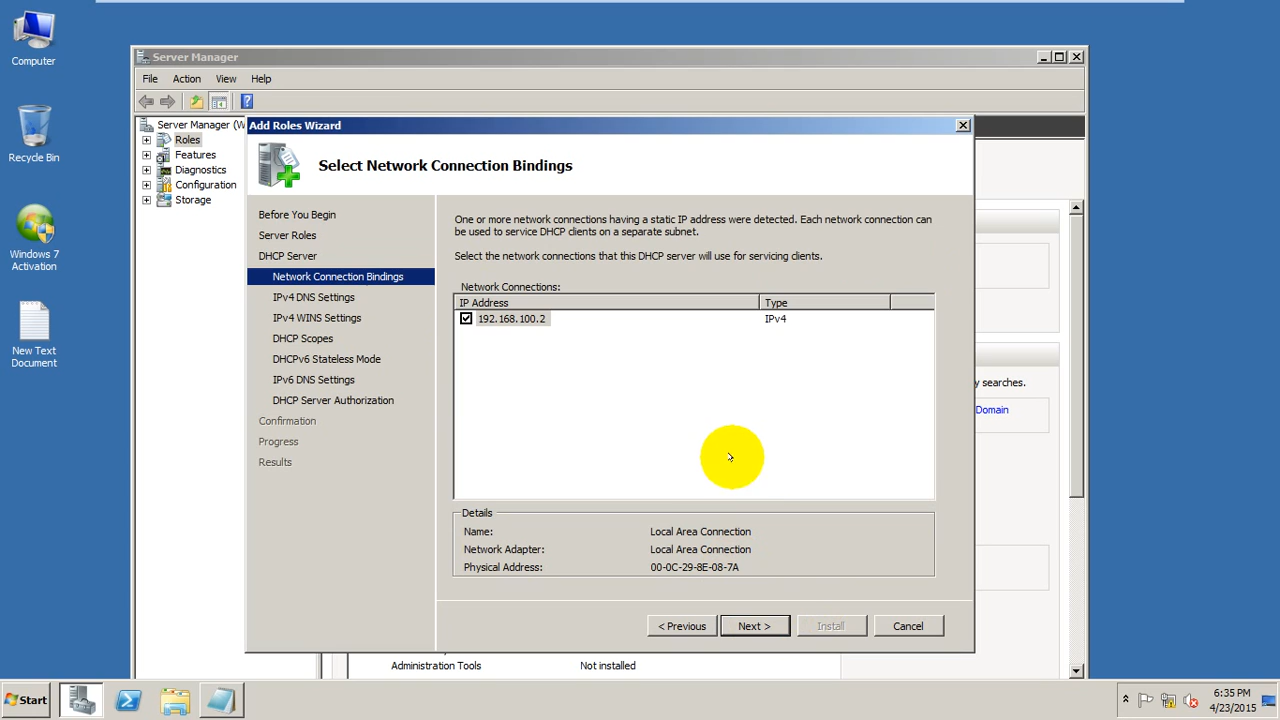 Computer
Recycle Bin
Windows 7
Activation
New Text
Document
Server Manager
File Action View Help
Server Manager (W
Roles
Features
Diagnostics
Configuration
Storage
Add Roles Wizard
Select Network Connection Bindings
Before You Begin
Server Roles
DHCP Server
Network Connection Bindings
IPv4 DNS Settings
IPv4 WINS Settings
DHCP Scopes
DHCPv6 Stateless Mode
IPv6 DNS Settings
DHCP Server Authorization
Confirmation
Progress
Results
One or more network connections having a static IP address were detected. Each network connection can
be used to service DHCP clients on a separate subnet.
Select the network connections that this DHCP server will use for servicing clients.
Network Connections:
IP Address Type
192.168.100.2 IPv4
Details
Name: Local Area Connection
Network Adapter: Local Area Connection
Physical Address: 00-0C-29-8E-08-7A
< Previous Next > Install Cancel
y searches.
Domain
Administration Tools Not installed
Start
6:35 PM
4/23/2015